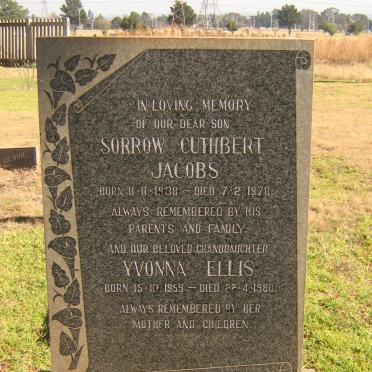 IN LOVING MEMORY
OF OUR DEAR SON
SORROW CUTHBERT
JACOBS
BORN 11-11-1938 – DIED 7-2-1978.
ALWAYS REMEMBERED BY HIS
PARENTS AND FAMILY.
AND OUR BELOVED GRANDDAUGHTER
YVONNA ELLIS
BORN 15-10-1959 – DIED 22-4-1980.
ALWAYS REMEMBERED BY HER
MOTHER AND CHILDREN.